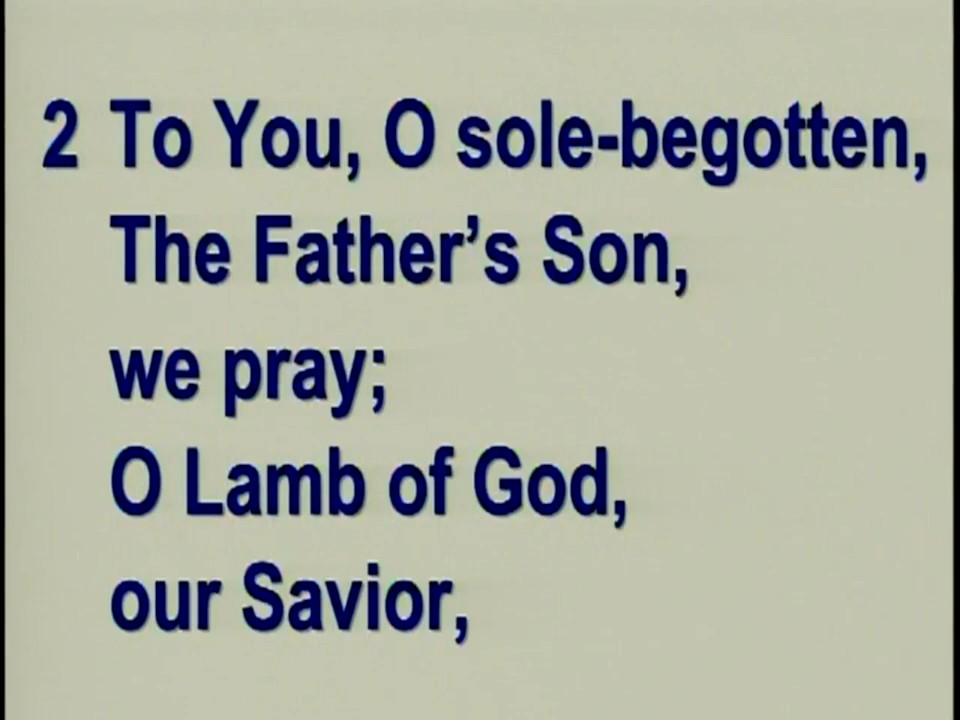 2 To You, O sole-begotten,
The Father’s Son,
we pray;
O Lamb of God,
our Savior,